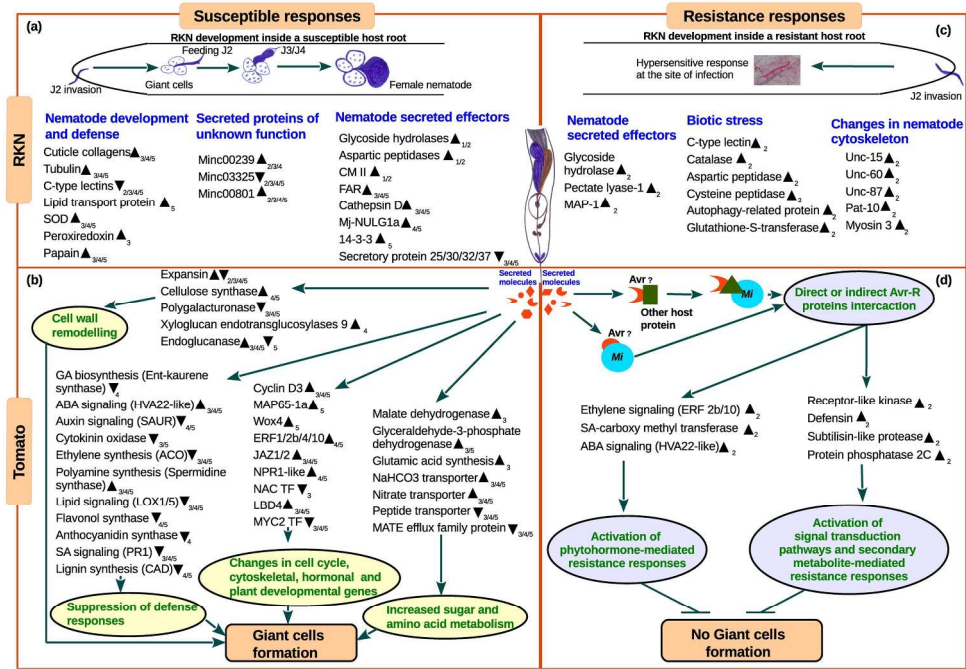 Susceptible responses
Resistance responses
(a)
RKN development inside a susceptible host root
Feeding J2
J3/J4
J2 invasion
Giant cells
Female nematode
(c)
RKN development inside a resistant host root
Hypersensitive response
at the site of infection
J2 invasion
RKN
Nematode development
and defense
Cuticle collagens▲3/4/5
Tubulin▲3/4/5
C-type lectins▼2/3/4/5
Lipid transport protein▲5
SOD▲3/4/5
Peroxiredoxin▲3
Papain▲3/4/5
Secreted proteins of
unknown function
Minc00239▲2/3/4
Minc03325▼2/3/4/5
Minc00801▲2/3/4/5
Nematode secreted effectors
Glycoside hydrolases▲1/2
Aspartic peptidases▲1/2
CM II▲1/2
FAR▲3/4/5
Cathepsin D▲3/4/5
Mj-NULG1a▲4/5
14-3-3▲5
Secretory protein 25/30/32/37▼3/4/5
Nematode
secreted effectors
Glycoside
hydrolase▲2
Pectate lyase-1▲2
MAP-1▲2
Biotic stress
C-type lectin▲2
Catalase▲2
Aspartic peptidase▲2
Cysteine peptidase▲2
Autophagy-related protein▲2
Glutathione-S-transferase▲2
Changes in nematode
cytoskeleton
Unc-15▲2
Unc-60▲2
Unc-87▲2
Pat-10▲2
Myosin 3▲2
Tomato
(b)
Expansin▲▼2/3/4/5
Cellulose synthase▲4/5
Polygalacturonase▼3/4/5
Xyloglucan endotransglucosylases 9▲4
Endoglucanase▲3/4/5▼5
Cell wall
remodelling
Secreted
molecules
Secreted
molecules
GA biosynthesis (Ent-kaurene
synthase)▼4
ABA signaling (HVA22-like)▲3/4/5
Auxin signaling (SAUR)▼4/5
Cytokinin oxidase▼3/5
Ethylene synthesis (ACO)▼3/4/5
Polyamine synthesis (Spermidine
synthase)▲3/4/5
Lipid signaling (LOX1/5)▼3/4/5
Flavonol synthase▼4/5
Anthocyanidin synthase▼4
SA signaling (PR1)▼3/4/5
Lignin synthesis (CAD)▼4/5
Suppression of defense
responses
Cyclin D3▲3/4/5
MAP65-1a▲5
Wox4▲5
ERF1/2b/4/10▲4/5
JAZ1/2▲3/4/5
NPR1-like▲4/5
NAC TF▼3
LBD4▲3/4/5
MYC2 TF▼3/4/5
Changes in cell cycle,
cytoskeletal, hormonal and
plant developmental genes
Malate dehydrogenase▲3
Glyceraldehyde-3-phosphate
dehydrogenase▲3/5
Glutamic acid synthesis▲3
NaHCO3 transporter▲3/4/5
Nitrate transporter▲3/4/5
Peptide transporter▼3/4/5
MATE efflux family protein▼3/4/5
Increased sugar and
amino acid metabolism
Giant cells
formation
(d)
Avr ?
Other host
protein
Mi
Avr ?
Mi
Direct or indirect Avr-R
proteins intercaction
Ethylene signaling (ERF 2b/10)▲2
SA-carboxy methyl transferase▲2
ABA signaling (HVA22-like)▲2
Receptor-like kinase▲2
Defensin▲2
Subtilisin-like protease▲2
Protein phosphatase 2C▲2
Activation of
phytohormone-mediated
resistance responses
Activation of
signal transduction
pathways and secondary
metabolite-mediated
resistance responses
No Giant cells
formation